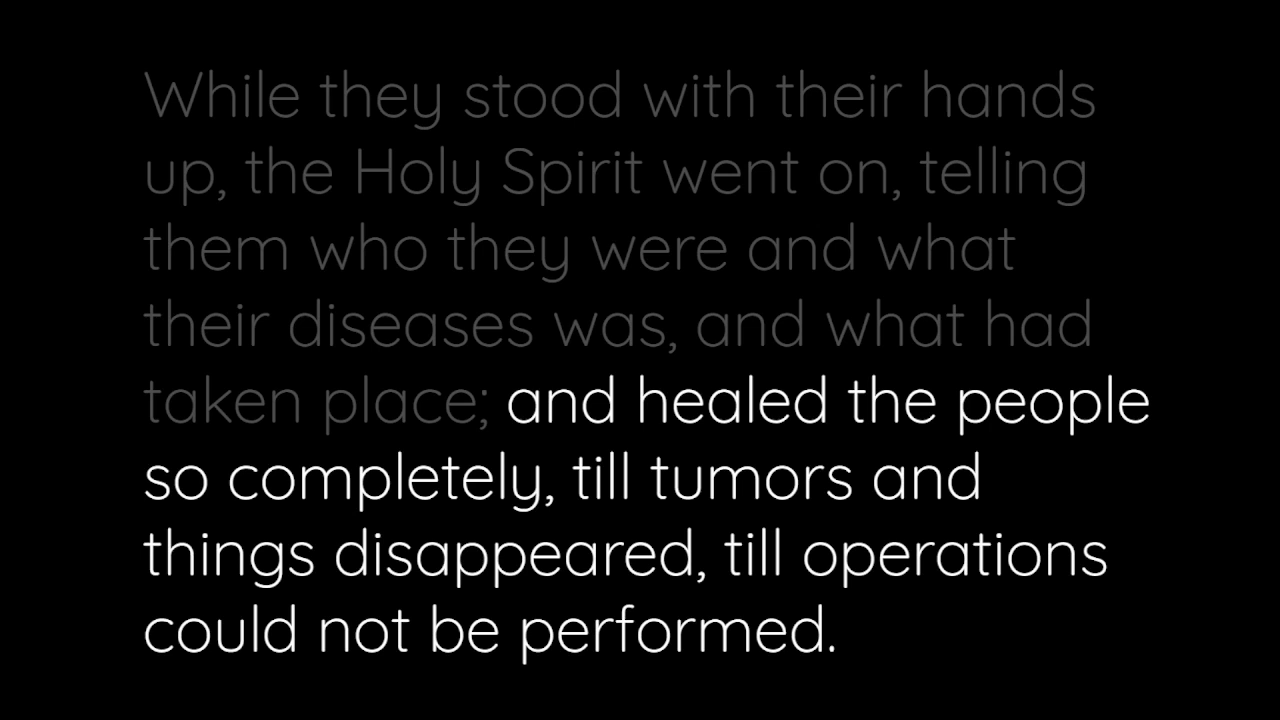 While they stood with their hands
up, the Holy Spirit went on, telling
them who they were and what
their diseases was, and what had
taken place; and healed the people
so completely, till tumors and
things disappeared, till operations
could not be performed.